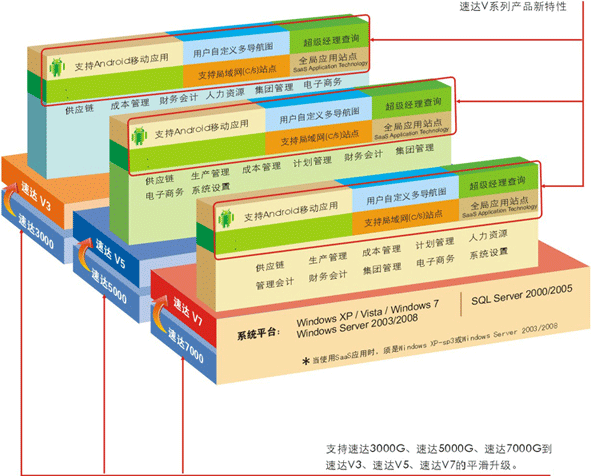 速达V系列产品新特性
支持Android移动应用
用户自定义多导航图
超级经理查询
支持局域网(C/S)站点
全局应用站点
SaaS Application Technology
供应链 成本管理 财务会计 人力资源 集团管理 电子商务
支持Android移动应用
用户自定义多导航图
超级经理查询
支持局域网(C/S)站点
全局应用站点
SaaS Application Technology
供应链 生产管理 成本管理 计划管理 财务会计 集团管理
电子商务 系统设置
支持Android移动应用
用户自定义多导航图
超级经理查询
支持局域网(C/S)站点
全局应用站点
SaaS Application Technology
供应链 生产管理 成本管理 计划管理 人力资源
管理会计 财务会计 集团管理 电子商务 系统设置
速达 V3
速达3000
速达 V5
速达5000
速达 V7
速达7000
系统平台: Windows XP / Vista / Windows 7
Windows Server 2003/2008
SQL Server 2000/2005
*当使用SaaS应用时，须是Windows XP-sp3或Windows Server 2003/2008
支持速达3000G、速达5000G、速达7000G到
速达V3、速达V5、速达V7的平滑升级。